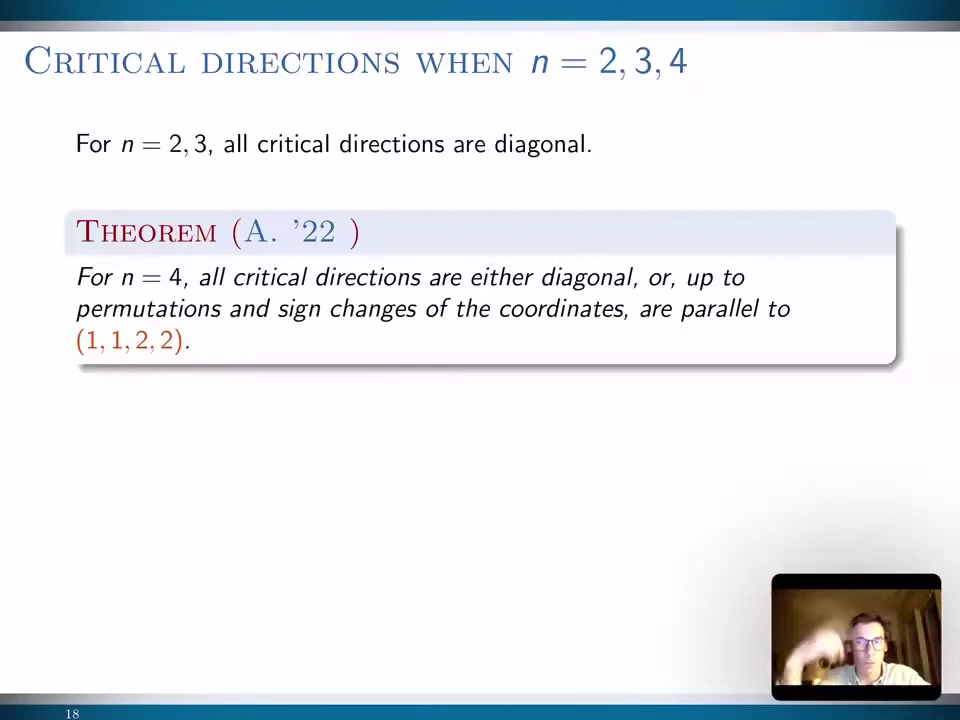 CRITICAL DIRECTIONS WHEN n = 2, 3, 4
For n = 2, 3, all critical directions are diagonal.
THEOREM (A. '22 )
For n = 4, all critical directions are either diagonal, or, up to
permutations and sign changes of the coordinates, are parallel to
(1, 1, 2, 2).
18